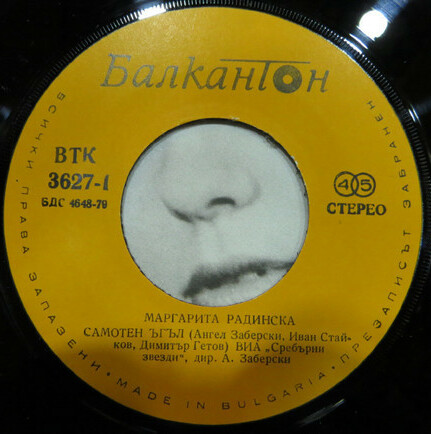 Балкантон
ВТК
3627-1
БДС 4648-79
45
СТЕРЕО
МАРГАРИТА РАДИНСКА
САМОТЕН ЪГЪЛ (Ангел Заберски, Иван Стай-
ков, Димитър Гетов) ВИА „Сребърни
звезди“, дир. А. Заберски
ВСИЧКИ ПРАВА ЗАПАЗЕНИ • MADE IN BULGARIA • ПРЕЗАПИСЪТ ЗАБРАНЕН